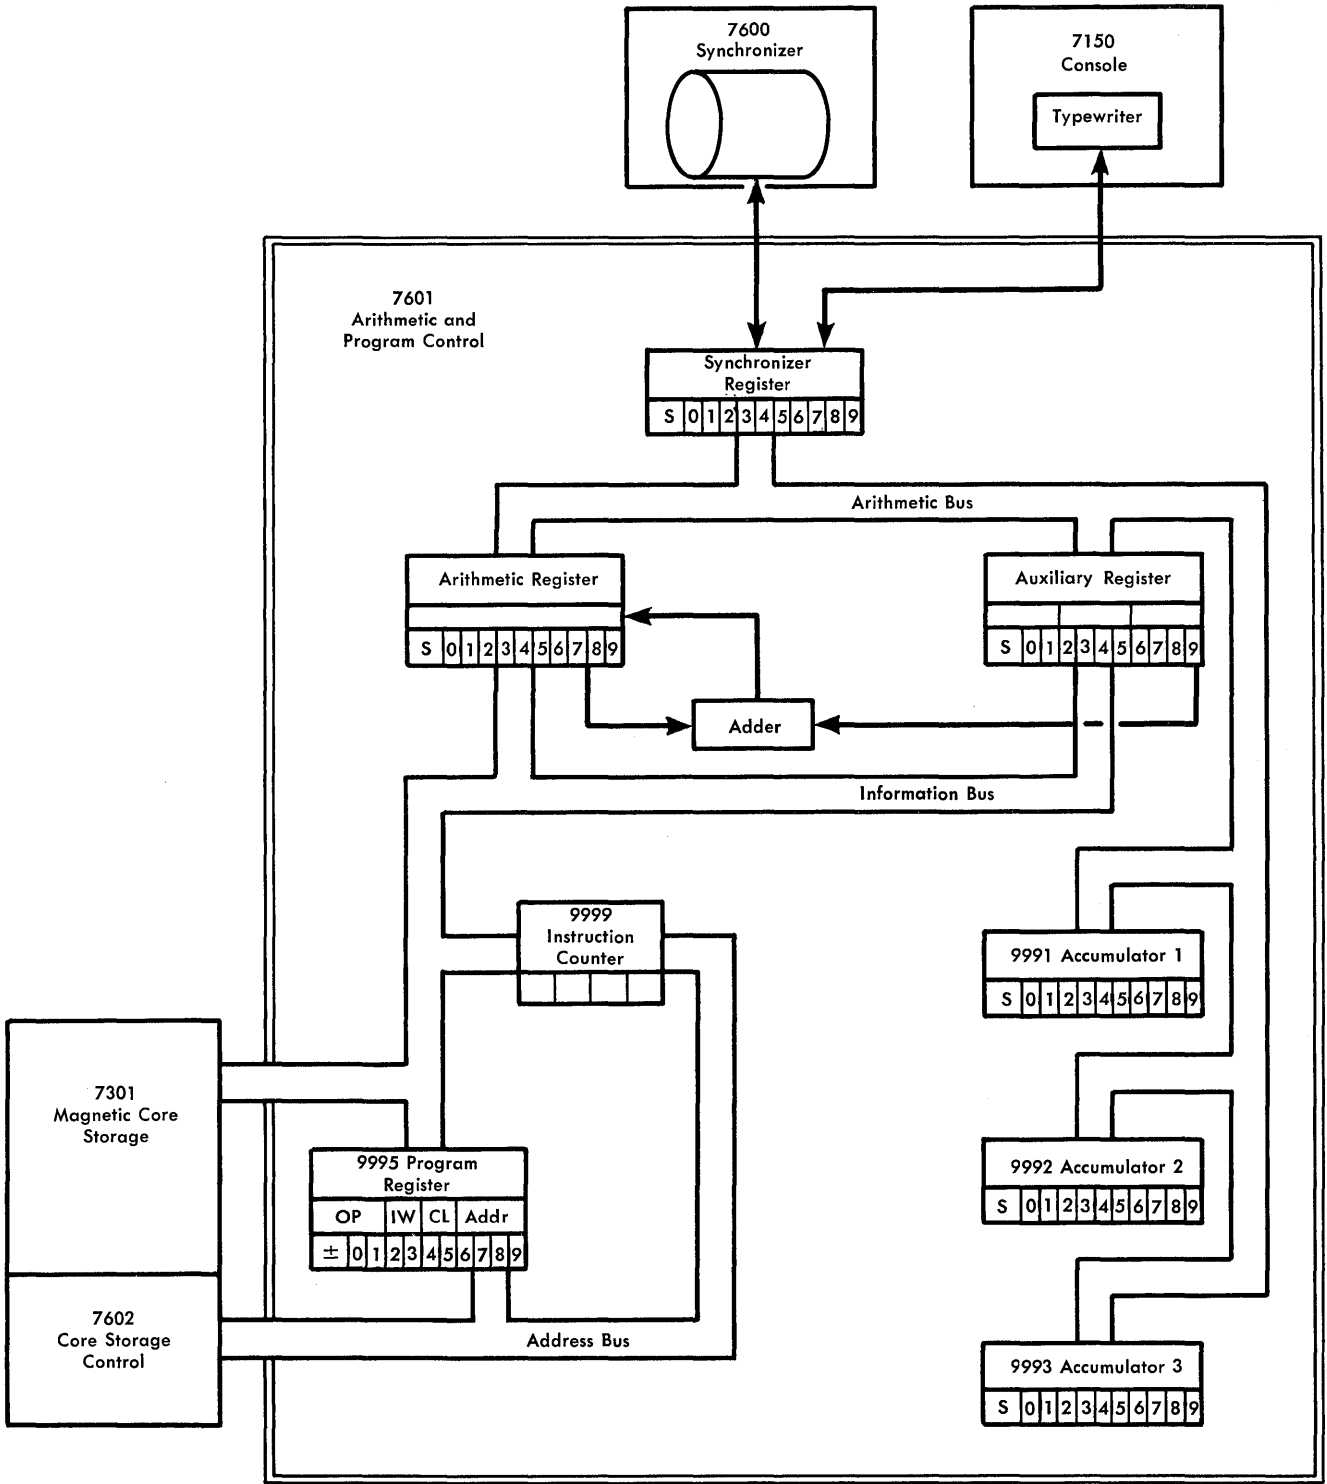 7600
Synchronizer
7150
Console
Typewriter
7601
Arithmetic and
Program Control
Synchronizer
Register
S 0 1 2 3 4 5 6 7 8 9
Arithmetic Bus
Arithmetic Register
S 0 1 2 3 4 5 6 7 8 9
Auxiliary Register
S 0 1 2 3 4 5 6 7 8 9
Adder
Information Bus
9999
Instruction
Counter
9991 Accumulator 1
S 0 1 2 3 4 5 6 7 8 9
7301
Magnetic Core
Storage
9995 Program
Register
OP IW CL Addr
± 0 1 2 3 4 5 6 7 8 9
9992 Accumulator 2
S 0 1 2 3 4 5 6 7 8 9
7602
Core Storage
Control
Address Bus
9993 Accumulator 3
S 0 1 2 3 4 5 6 7 8 9